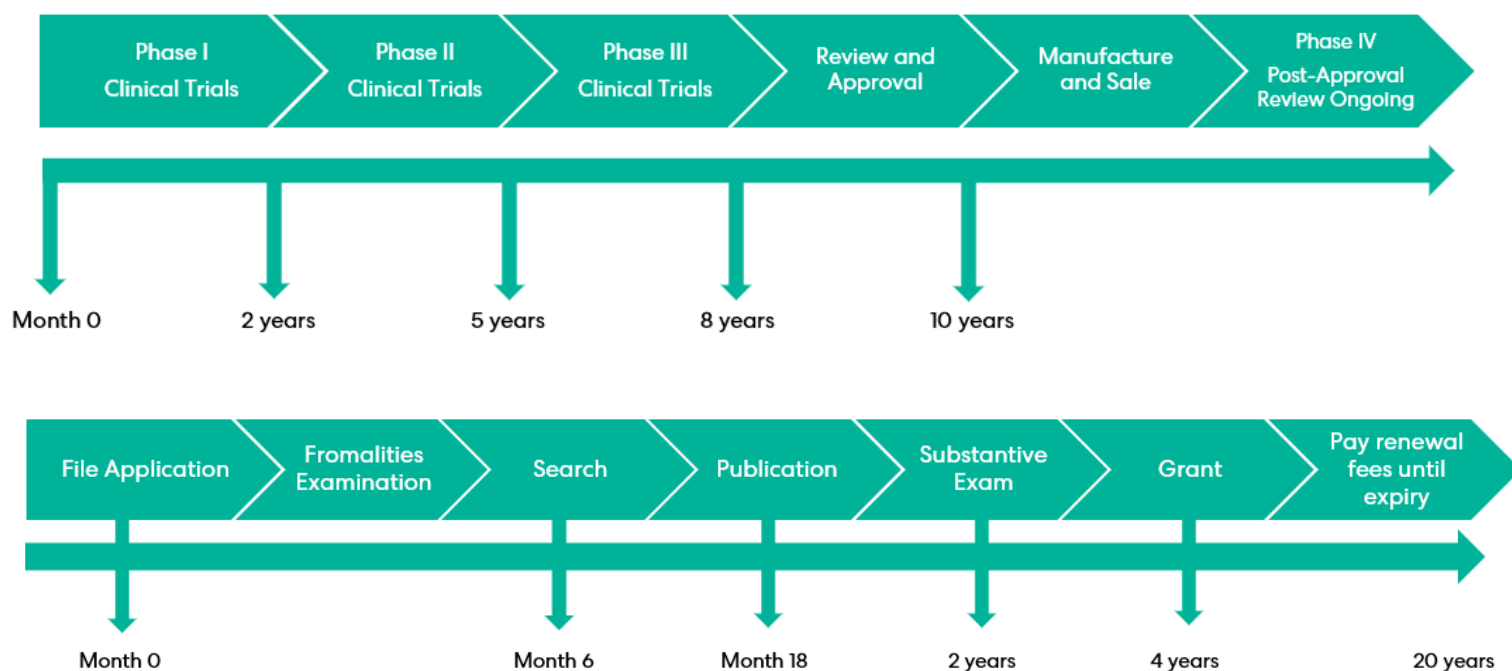 Phase I
Clinical Trials
Phase II
Clinical Trials
Phase III
Clinical Trials
Review and
Approval
Manufacture
and Sale
Phase IV
Post-Approval
Review Ongoing
Month 0
2 years
5 years
8 years
10 years
File Application
Fromalities
Examination
Search
Publication
Substantive
Exam
Grant
Pay renewal
fees until
expiry
Month 0
Month 6
Month 18
2 years
4 years
20 years